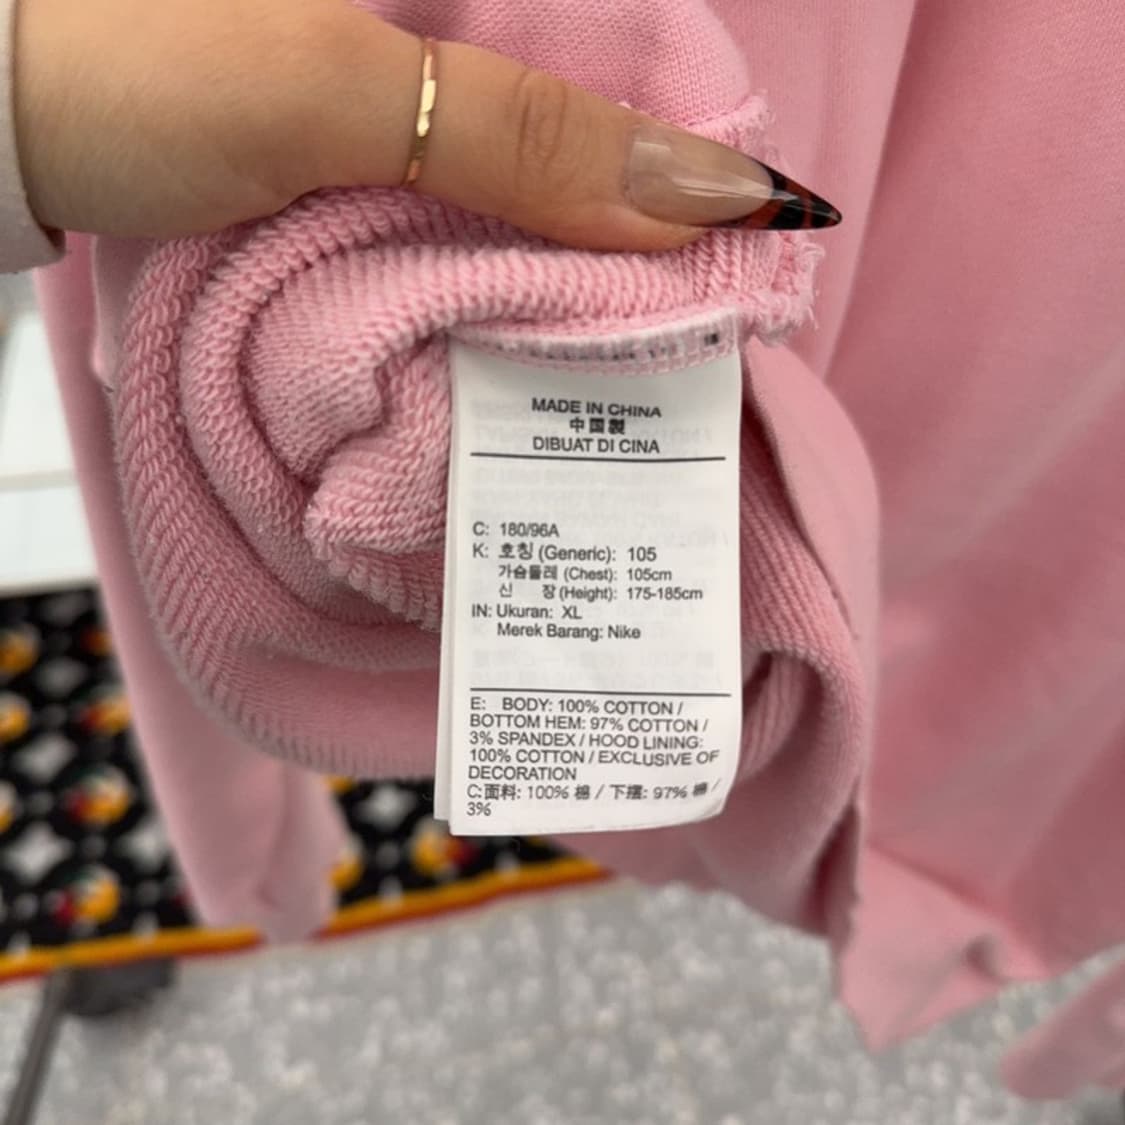 MADE IN CHINA
中国製
DIBUAT DI CINA
C: 180/96A
K: 호칭 (Generic): 105
가슴둘레 (Chest): 105cm
신 장 (Height): 175-185cm
IN: Ukuran: XL
Merek Barang: Nike
E: BODY: 100% COTTON /
BOTTOM HEM: 97% COTTON /
3% SPANDEX / HOOD LINING:
100% COTTON / EXCLUSIVE OF
DECORATION
C:面料: 100% 棉 / 下摆: 97% 棉 /
3%